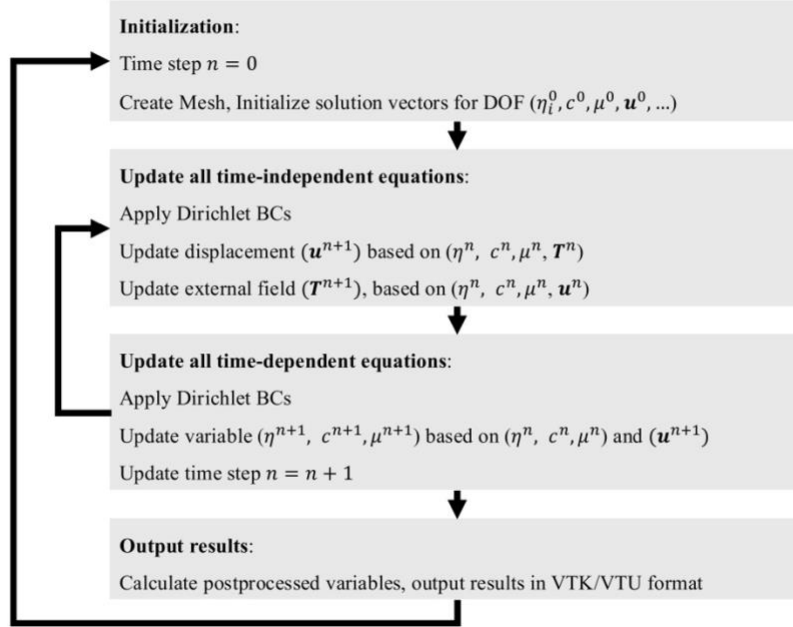 Initialization:
Time step n = 0
Create Mesh, Initialize solution vectors for DOF (η_i^0, c^0, μ^0, u^0, ...)
Update all time-independent equations:
Apply Dirichlet BCs
Update displacement (u^{n+1}) based on (η^n, c^n, μ^n, T^n)
Update external field (T^{n+1}), based on (η^n, c^n, μ^n, u^n)
Update all time-dependent equations:
Apply Dirichlet BCs
Update variable (η^{n+1}, c^{n+1}, μ^{n+1}) based on (η^n, c^n, μ^n) and (u^{n+1})
Update time step n = n + 1
Output results:
Calculate postprocessed variables, output results in VTK/VTU format